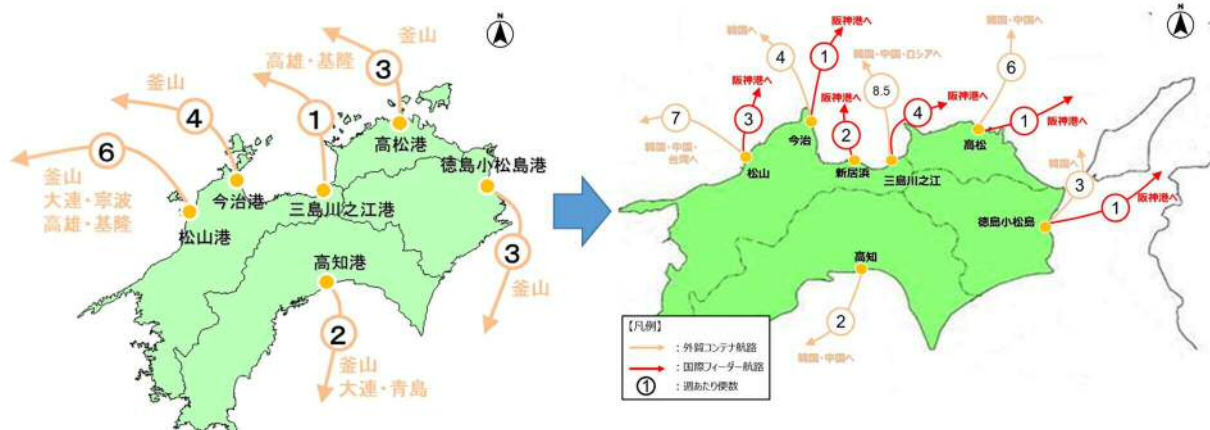 N
釜山
③
高雄・基隆
釜山
④
①
高松港
⑥
徳島小松島港
釜山
大連・寧波
高雄・基隆
今治港
三島川之江港
松山港
高知港
③
釜山
②
釜山
大連・青島
N
阪神港へ
韓国へ
韓国・中国へ
4
1
韓国・中国・ロシアへ
6
阪神港へ
阪神港へ
8.5
阪神港へ
7
3
4
1
阪神港へ
今治
2
高松
韓国・中国・
台湾へ
松山
新居浜
三島川之江
韓国へ
3
阪神港へ
1
徳島小松島
高知
2
韓国・中国へ
【凡例】
：外貿コンテナ航路
：国際フィーダー航路
① ：週あたり便数